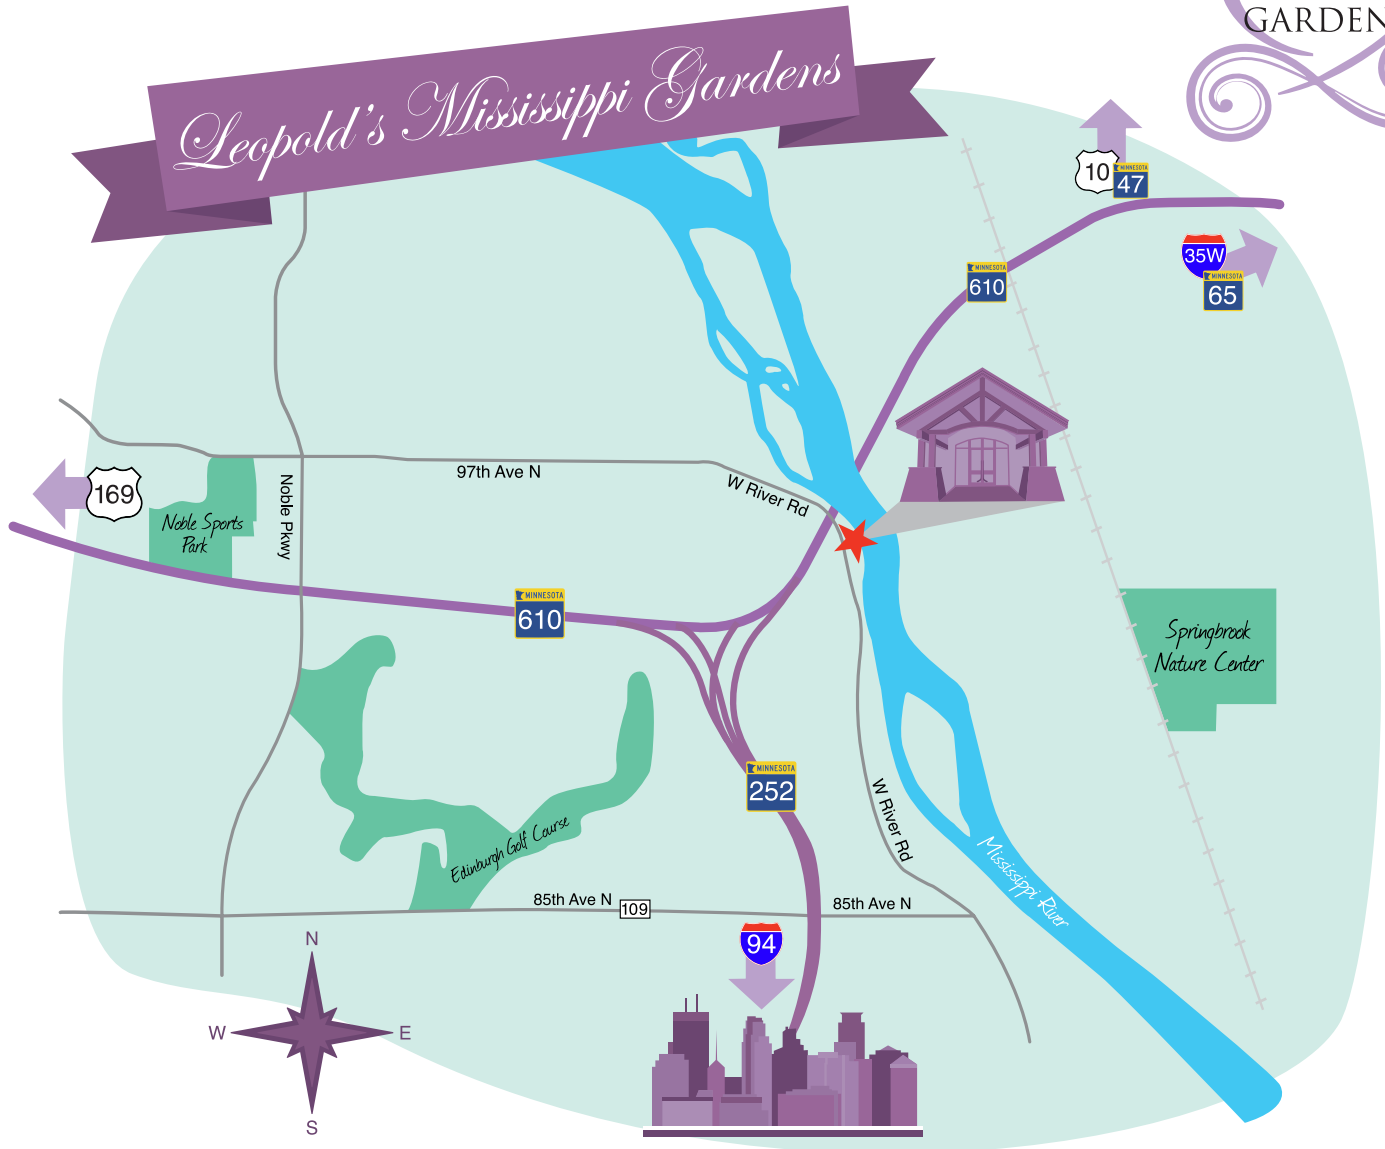 GARDEN
Leopold's Mississippi Gardens
10
MINNESOTA
47
35W
MINNESOTA
65
MINNESOTA
610
97th Ave N
W River Rd
169
Noble Pkwy
Noble Sports
Park
MINNESOTA
610
Springbrook
Nature Center
MINNESOTA
252
W River Rd
Edinburgh Golf Course
Mississippi River
85th Ave N
109
85th Ave N
94
N
W
E
S